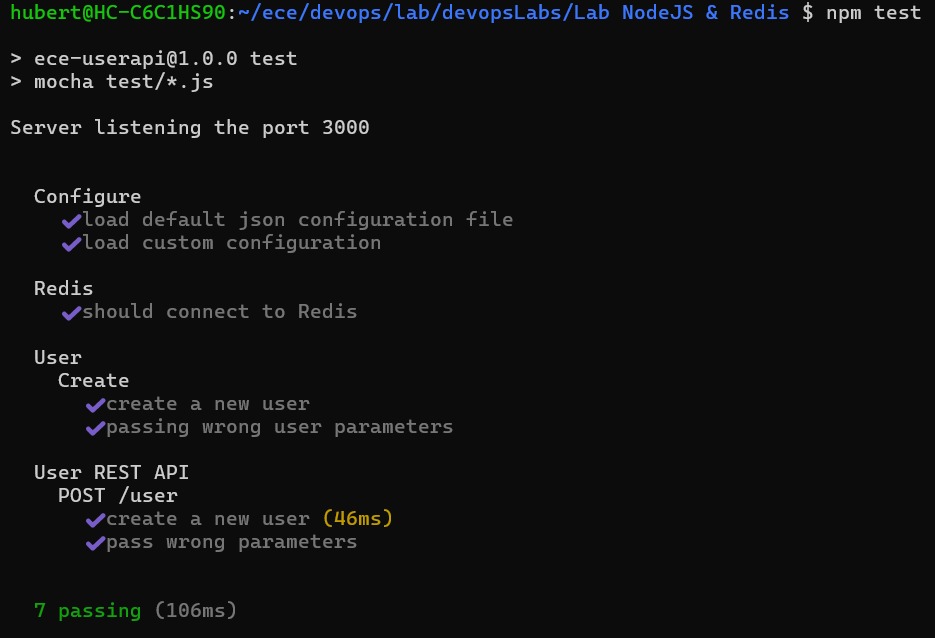 hubert@HC-C6C1HS90:~/ece/devops/lab/devopsLabs/Lab NodeJS & Redis $ npm test
> ece-userapi@1.0.0 test
> mocha test/*.js
Server listening the port 3000
Configure
✔load default json configuration file
✔load custom configuration
Redis
✔should connect to Redis
User
Create
✔create a new user
✔passing wrong user parameters
User REST API
POST /user
✔create a new user (46ms)
✔pass wrong parameters
7 passing (106ms)